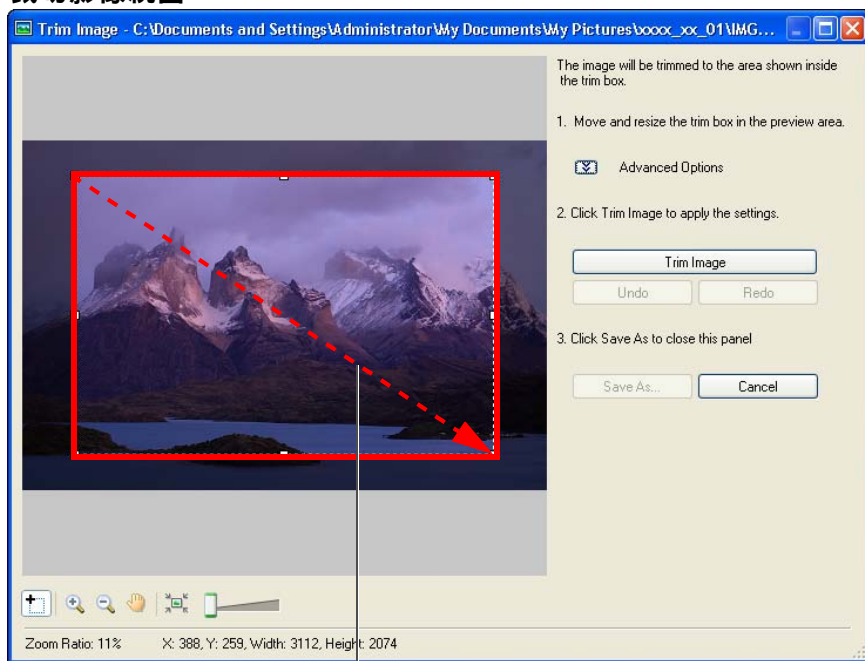 Trim Image - C:\Documents and Settings\Administrator\My Documents\My Pictures\xxxx_xx_01\IMG...
The image will be trimmed to the area shown inside
the trim box.
1. Move and resize the trim box in the preview area.
Advanced Options
2. Click Trim Image to apply the settings.
Trim Image
Undo Redo
3. Click Save As to close this panel
Save As... Cancel
Zoom Ratio: 11% X: 388, Y: 259, Width: 3112, Height: 2074